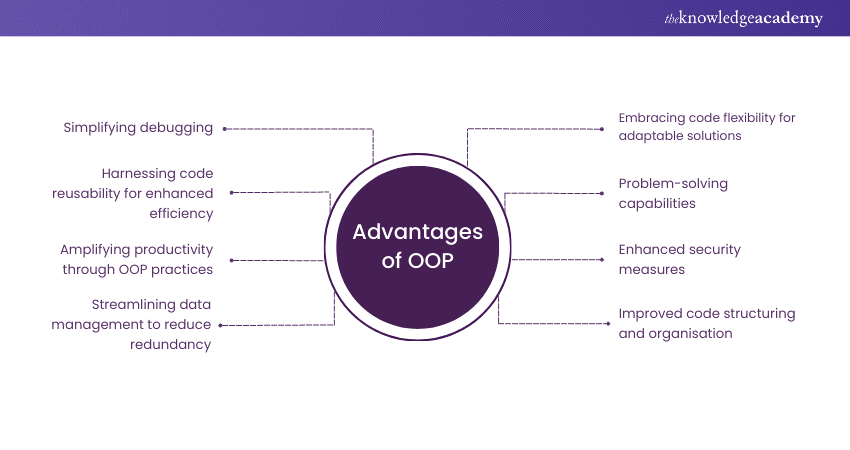 theknowledgeacademy
Simplifying debugging
Harnessing code
reusability for enhanced
efficiency
Amplifying productivity
through OOP practices
Streamlining data
management to reduce
redundancy
Advantages
of OOP
Embracing code flexibility for
adaptable solutions
Problem-solving
capabilities
Enhanced security
measures
Improved code structuring
and organisation